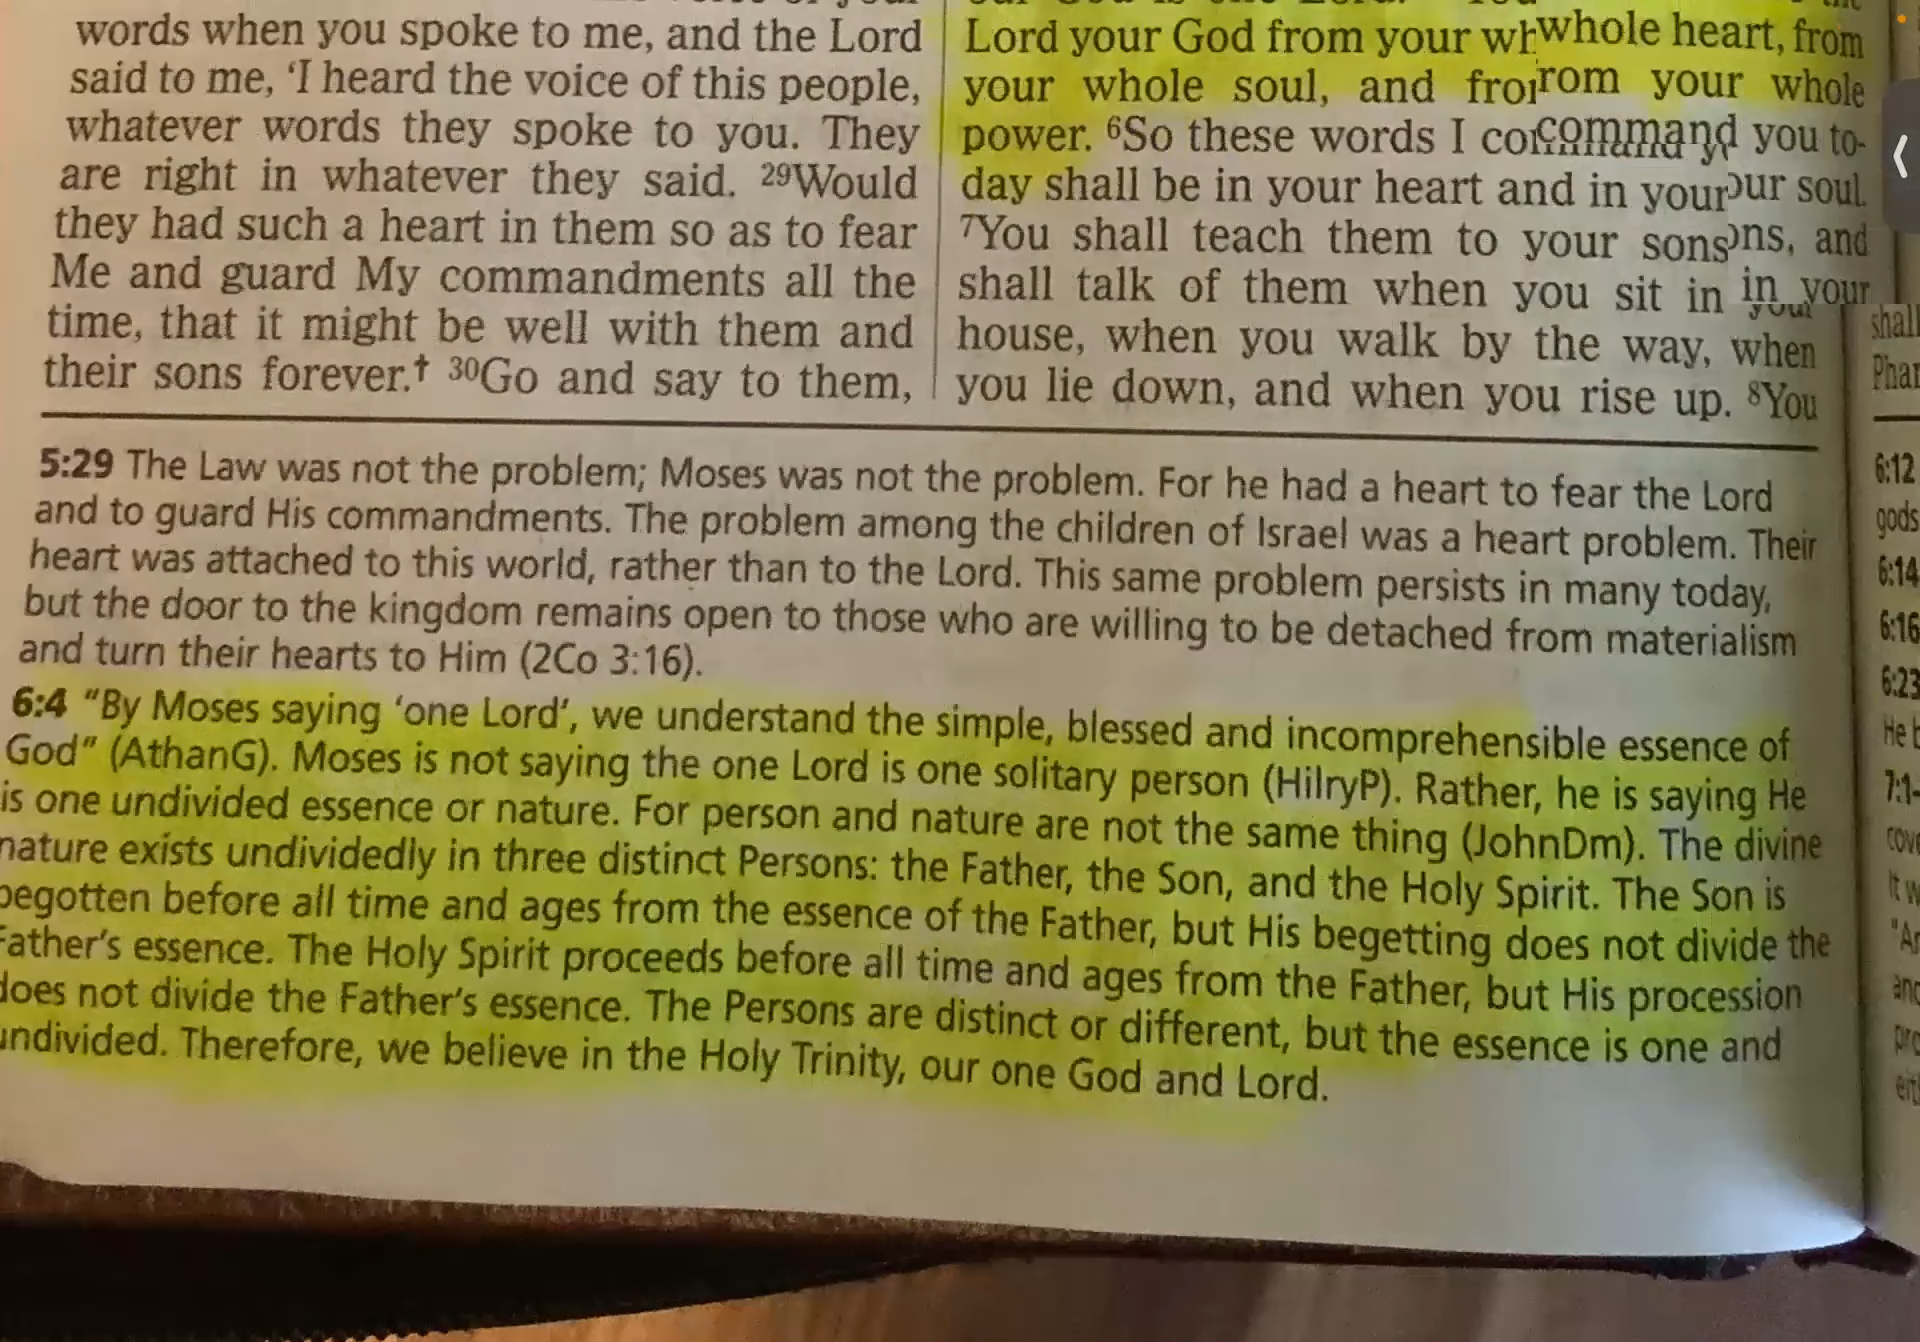 words when you spoke to me, and the Lord
said to me, ‘I heard the voice of this people,
whatever words they spoke to you. They
are right in whatever they said. ²⁹Would
they had such a heart in them so as to fear
Me and guard My commandments all the
time, that it might be well with them and
their sons forever.† ³⁰Go and say to them,
Lord your God from your whole heart, from
your whole soul, and from your whole
power. ⁶So these words I command you to-
day shall be in your heart and in your soul.
⁷You shall teach them to your sons, and
shall talk of them when you sit in your
house, when you walk by the way, when
you lie down, and when you rise up. ⁸You
5:29 The Law was not the problem; Moses was not the problem. For he had a heart to fear the Lord
and to guard His commandments. The problem among the children of Israel was a heart problem. Their
heart was attached to this world, rather than to the Lord. This same problem persists in many today,
but the door to the kingdom remains open to those who are willing to be detached from materialism
and turn their hearts to Him (2Co 3:16).
6:4 “By Moses saying ‘one Lord’, we understand the simple, blessed and incomprehensible essence of
God” (AthanG). Moses is not saying the one Lord is one solitary person (HilryP). Rather, he is saying He
is one undivided essence or nature. For person and nature are not the same thing (JohnDm). The divine
nature exists undividedly in three distinct Persons: the Father, the Son, and the Holy Spirit. The Son is
begotten before all time and ages from the essence of the Father, but His begetting does not divide the
Father’s essence. The Holy Spirit proceeds before all time and ages from the Father, but His procession
does not divide the Father’s essence. The Persons are distinct or different, but the essence is one and
undivided. Therefore, we believe in the Holy Trinity, our one God and Lord.
shall
6:12
gods
6:14
6:16
6:23
7:1-